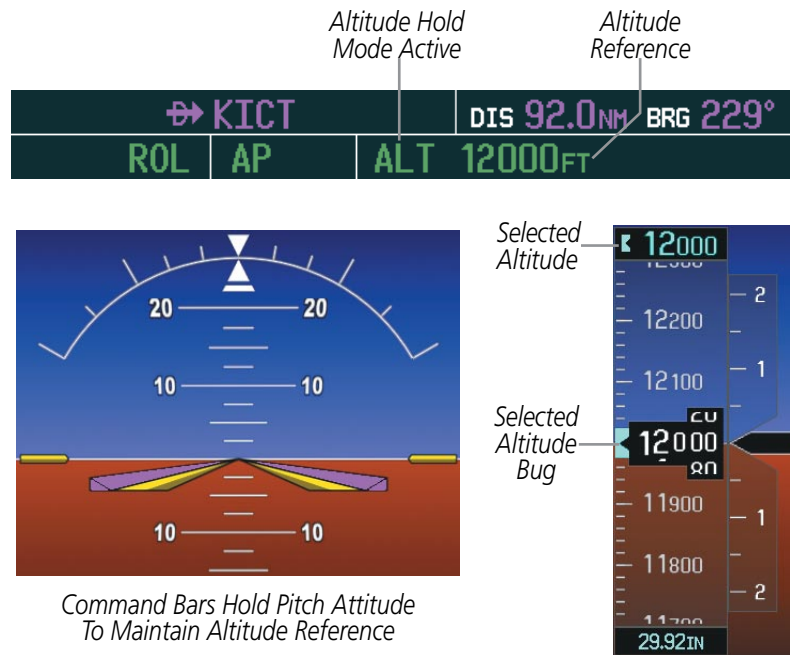 Altitude Hold
Mode Active
Altitude
Reference
KICT DIS 92.0NM BRG 229°
ROL AP ALT 12000FT
20 20
10 10
10 10
Command Bars Hold Pitch Attitude
To Maintain Altitude Reference
Selected
Altitude
12000
12200
12100
Selected
Altitude
Bug
12000
80
11900
11800
2
1
1
2
29.92IN